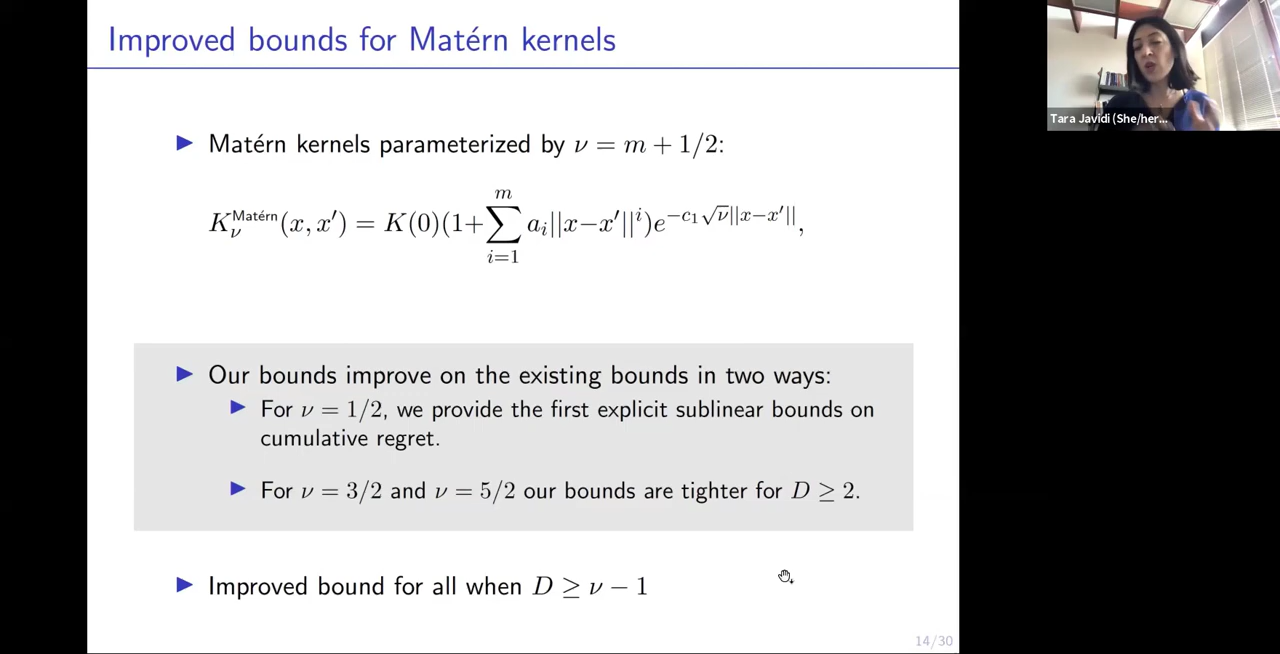 Improved bounds for Matérn kernels
Tara Javidi (She/her...
▶ Matérn kernels parameterized by ν = m + 1/2:
K_ν^Matérn(x, x′) = K(0)(1+∑_{i=1}^{m} a_i||x−x′||^i)e^{−c_1√ν||x−x′||},
▶ Our bounds improve on the existing bounds in two ways:
▶ For ν = 1/2, we provide the first explicit sublinear bounds on
cumulative regret.
▶ For ν = 3/2 and ν = 5/2 our bounds are tighter for D ≥ 2.
▶ Improved bound for all when D ≥ ν − 1
14/30